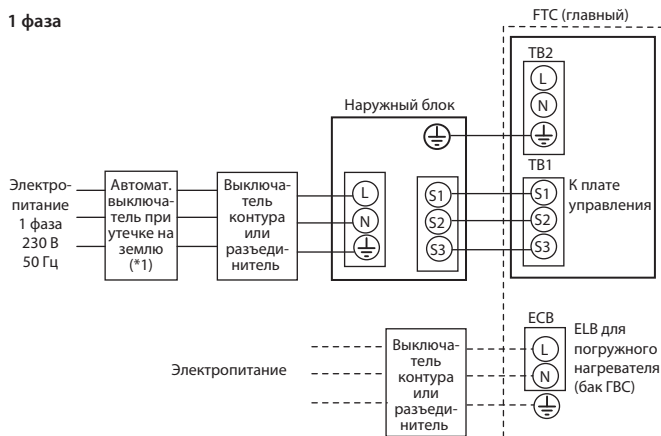 1 фаза
FTC (главный)
TB2
L
N
Наружный блок
TB1
Электро-
питание
1 фаза
230 В
50 Гц
Автомат.
выключа-
тель при
утечке на
землю
(*1)
Выключа-
тель
контура
или
разъеди-
нитель
L
N
S1
S2
S3
S1
S2
S3
К плате
управления
Электропитание
Выключа-
тель
контура
или
разъеди-
нитель
ECB
L
N
ELB для
погружного
нагревателя
(бак ГВС)